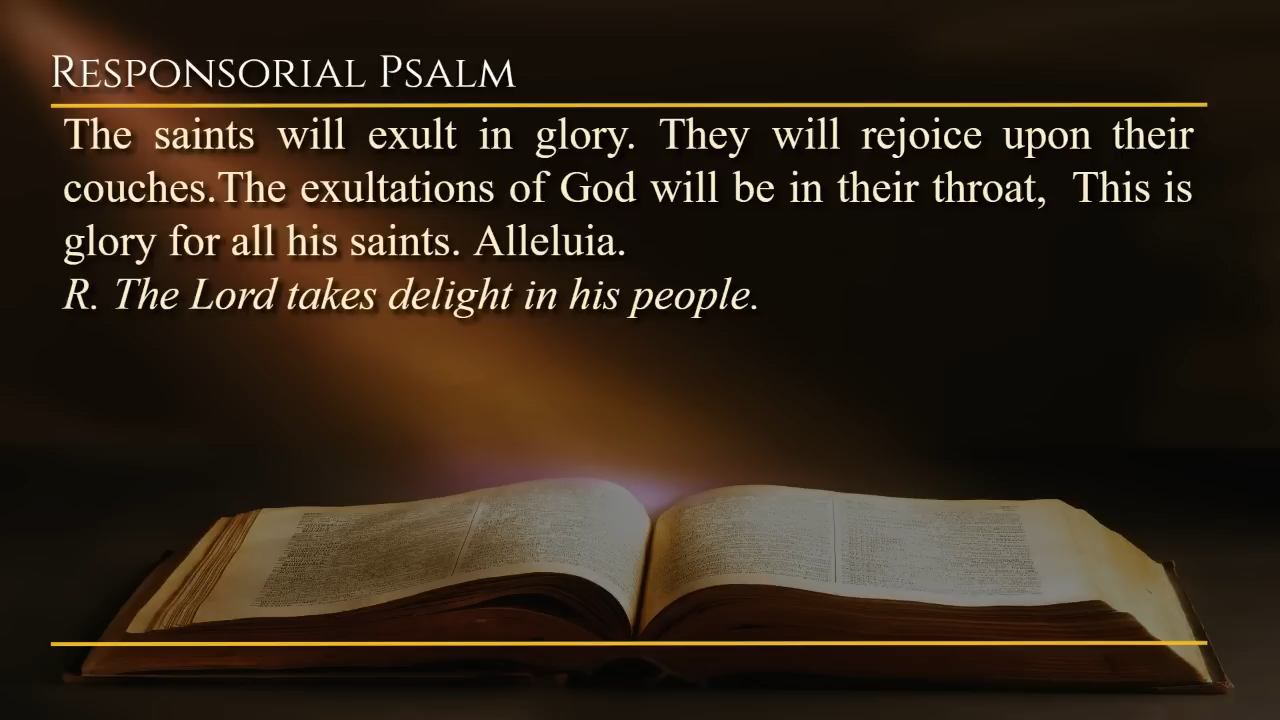 Responsorial Psalm
The saints will exult in glory. They will rejoice upon their
couches.The exultations of God will be in their throat, This is
glory for all his saints. Alleluia.
R. The Lord takes delight in his people.